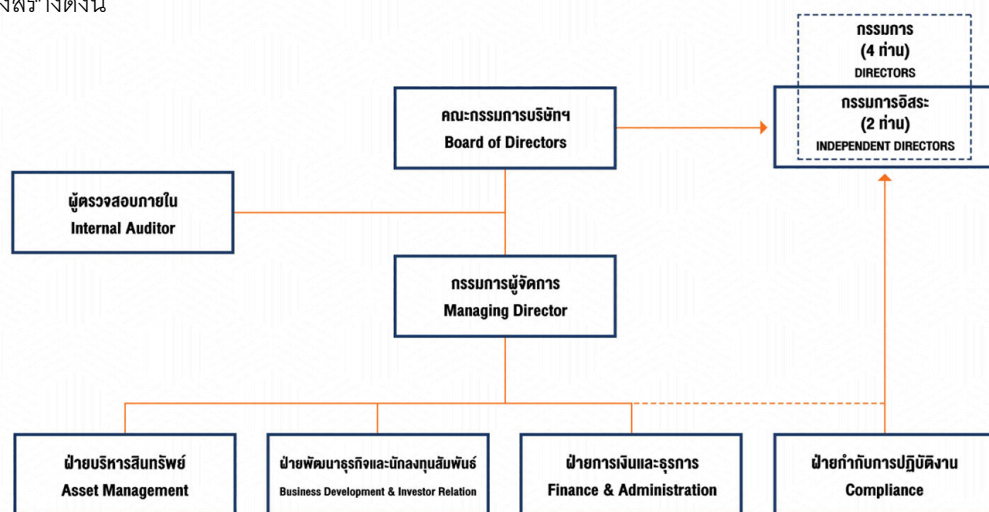 กรรมการ
(4 ท่าน)
DIRECTORS
คณะกรรมการบริษัทฯ
Board of Directors
กรรมการอิสระ
(2 ท่าน)
INDEPENDENT DIRECTORS
ผู้ตรวจสอบภายใน
Internal Auditor
กรรมการผู้จัดการ
Managing Director
ฝ่ายบริหารสินทรัพย์
Asset Management
ฝ่ายพัฒนาธุรกิจและนักลงทุนสัมพันธ์
Business Development & Investor Relation
ฝ่ายการเงินและธุรการ
Finance & Administration
ฝ่ายกำกับการปฏิบัติงาน
Compliance